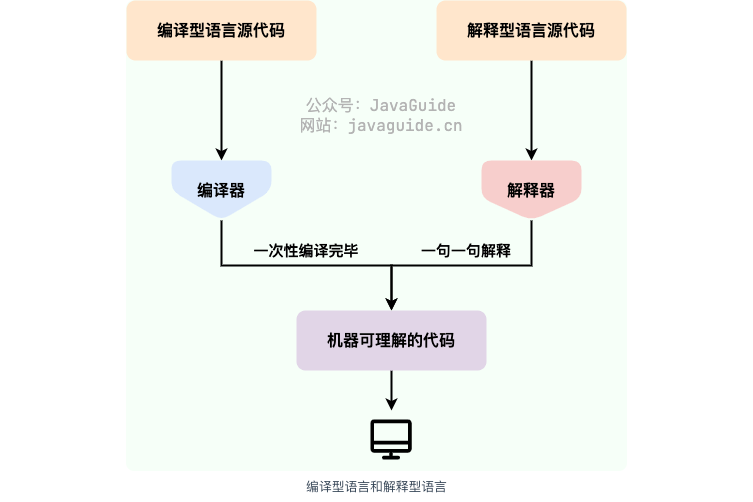 编译型语言源代码
解释型语言源代码
公众号：JavaGuide
网站：javaguide.cn
编译器
解释器
一次性编译完毕
一句一句解释
机器可理解的代码
编译型语言和解释型语言